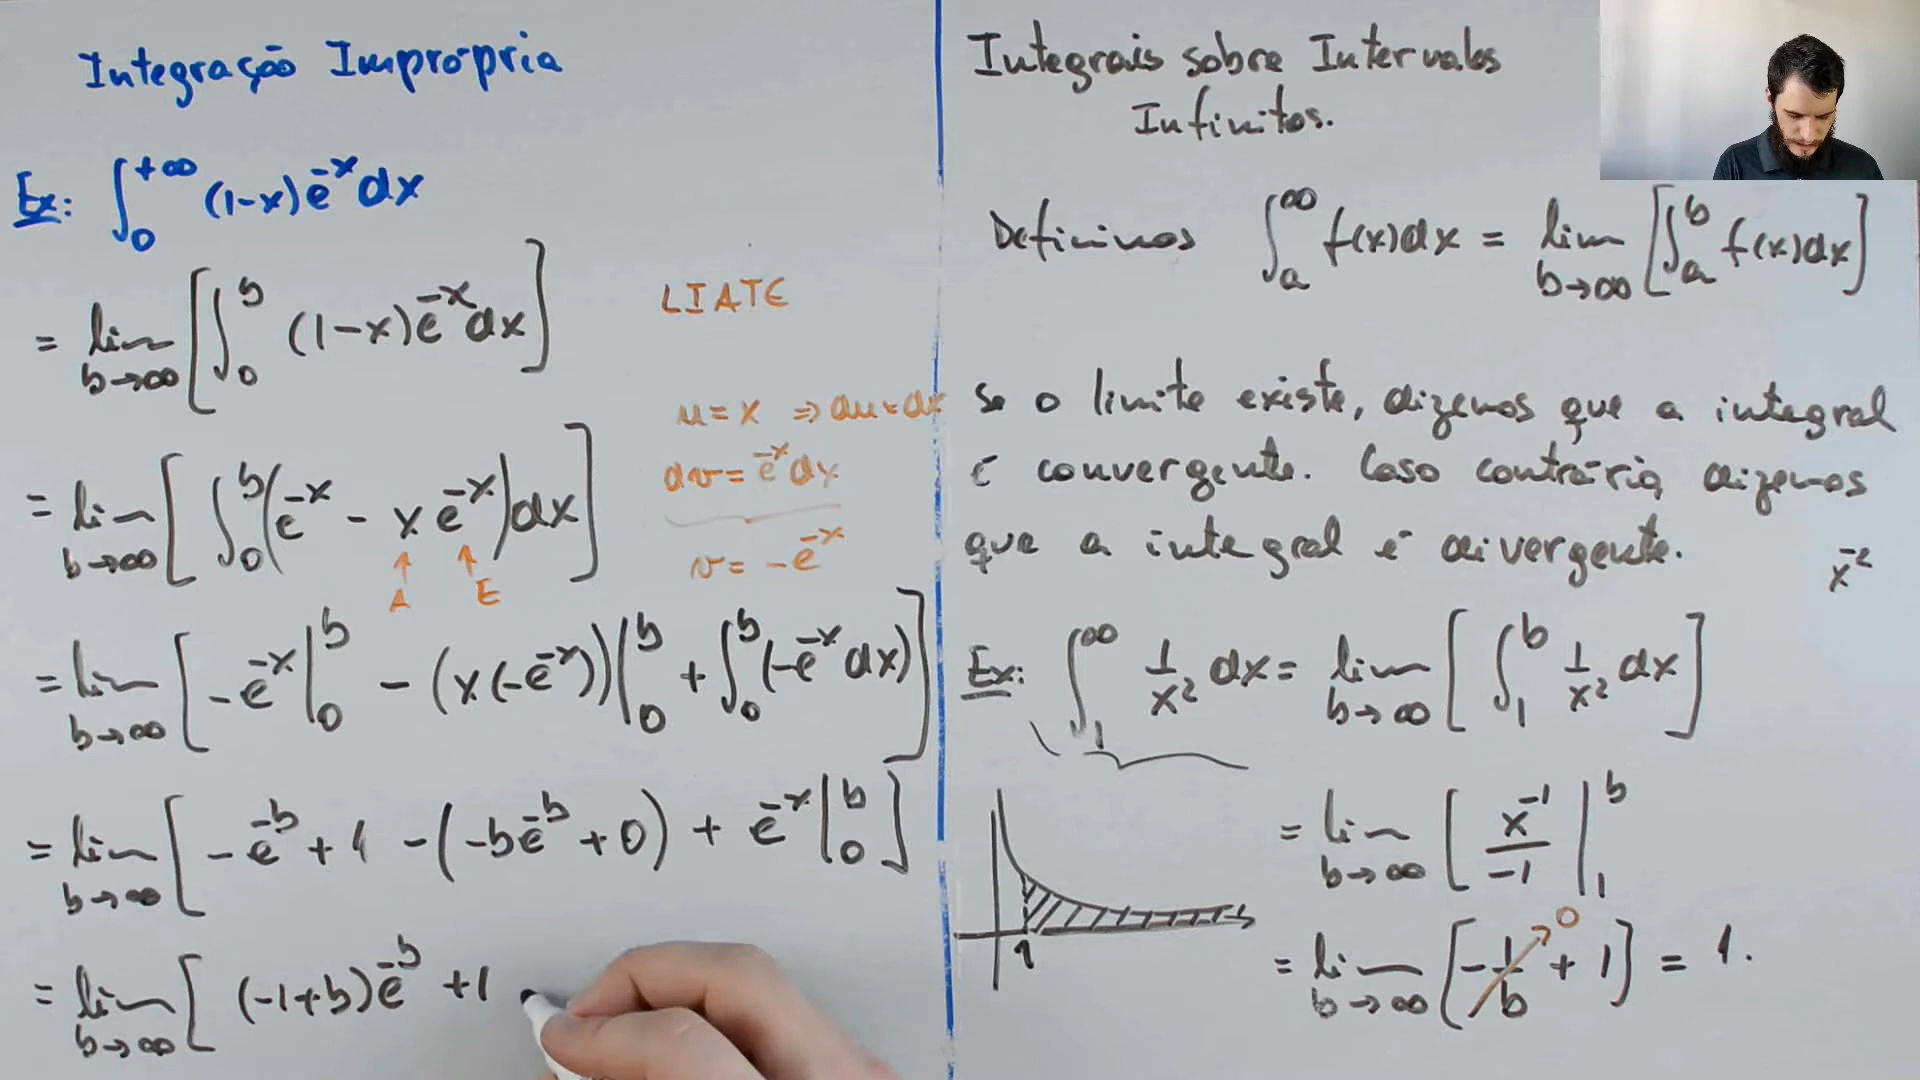 Integração Imprópria
Ex: ∫₀^{+∞} (1-x)e^{-x}dx
= lim_{b→∞} [∫₀^b (1-x)e^{-x}dx]
LIATE
u = x ⇒ du = dx
dv = e^{-x}dx
v = -e^{-x}
= lim_{b→∞} [∫₀^b (e^{-x} - x e^{-x})dx]
A E
= lim_{b→∞} [-e^{-x}|₀^b - (x(-e^{-x}))|₀^b + ∫₀^b (-e^{-x}dx)]
= lim_{b→∞} [-e^{-b} + 1 - (-be^{-b} + 0) + e^{-x}|₀^b]
= lim_{b→∞} [(-1+b)e^{-b} + 1
Integrais sobre Intervalos
Infinitos.
Definimos ∫ₐ^∞ f(x)dx = lim_{b→∞} [∫ₐ^b f(x)dx]
Se o limite existe, dizemos que a integral
é convergente. Caso contrário, dizemos
que a integral é divergente.
x^{-2}
Ex: ∫₁^∞ 1/x² dx = lim_{b→∞} [∫₁^b 1/x² dx]
= lim_{b→∞} [x^{-1}/-1 |₁^b
1
0
= lim_{b→∞} [-1/b + 1] = 1.